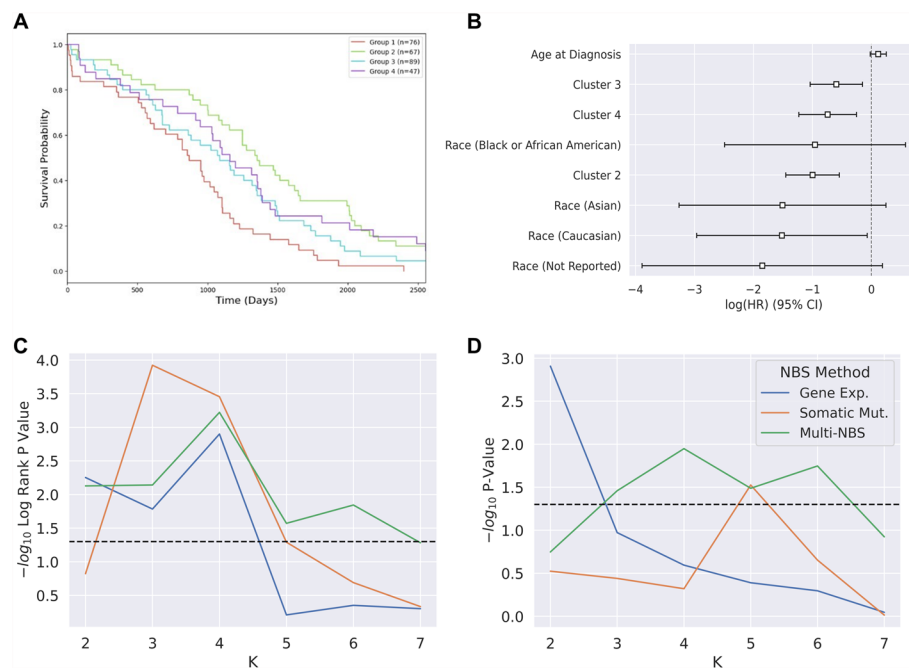 A
1.0
0.8
0.6
0.4
0.2
0.0
Survival Probability
0
500
1000
1500
2000
2500
Time (Days)
Group 1 (n=76)
Group 2 (n=67)
Group 3 (n=89)
Group 4 (n=47)
B
Age at Diagnosis
Cluster 3
Cluster 4
Race (Black or African American)
Cluster 2
Race (Asian)
Race (Caucasian)
Race (Not Reported)
−4
−3
−2
−1
0
log(HR) (95% CI)
C
4.0
3.5
3.0
2.5
2.0
1.5
1.0
0.5
−log₁₀ Log Rank P Value
2
3
4
5
6
7
K
D
3.0
2.5
2.0
1.5
1.0
0.5
0.0
−log₁₀ P-Value
NBS Method
Gene Exp.
Somatic Mut.
Multi-NBS
2
3
4
5
6
7
K